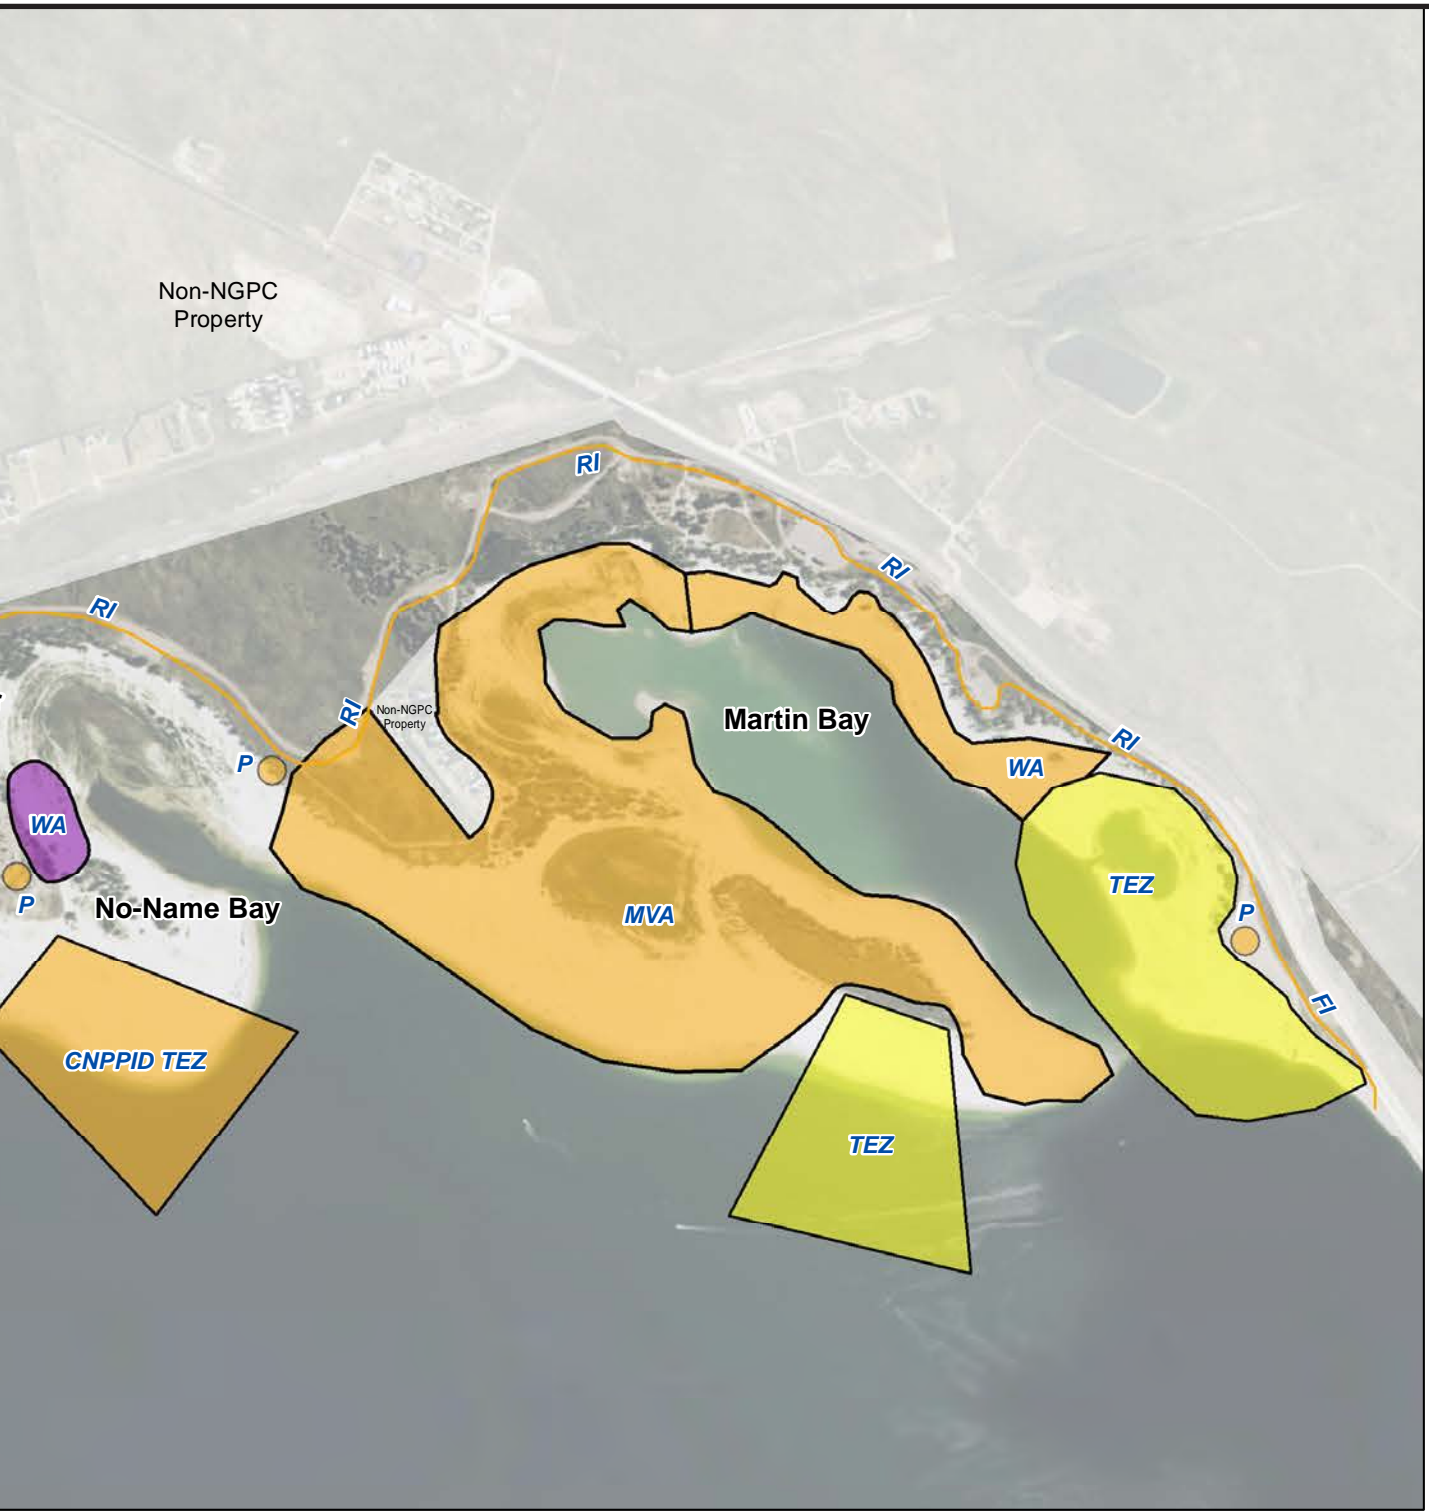 Non-NGPC
Property
RI
RI
RI
RI
Non-NGPC
Property
Martin Bay
RI
P
WA
WA
P
No-Name Bay
MVA
TEZ
P
FI
CNPPID TEZ
TEZ